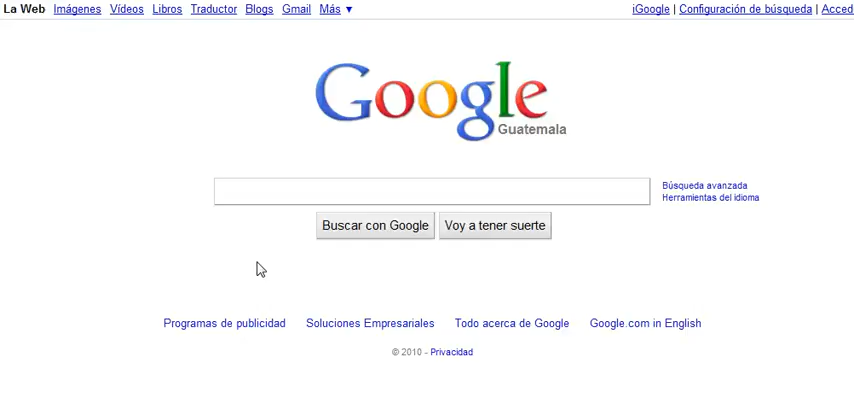 La Web Imágenes Vídeos Libros Traductor Blogs Gmail Más ▼ iGoogle | Configuración de búsqueda | Acced
Google
Guatemala
Búsqueda avanzada
Herramientas del idioma
Buscar con Google Voy a tener suerte
Programas de publicidad Soluciones Empresariales Todo acerca de Google Google.com in English
© 2010 - Privacidad